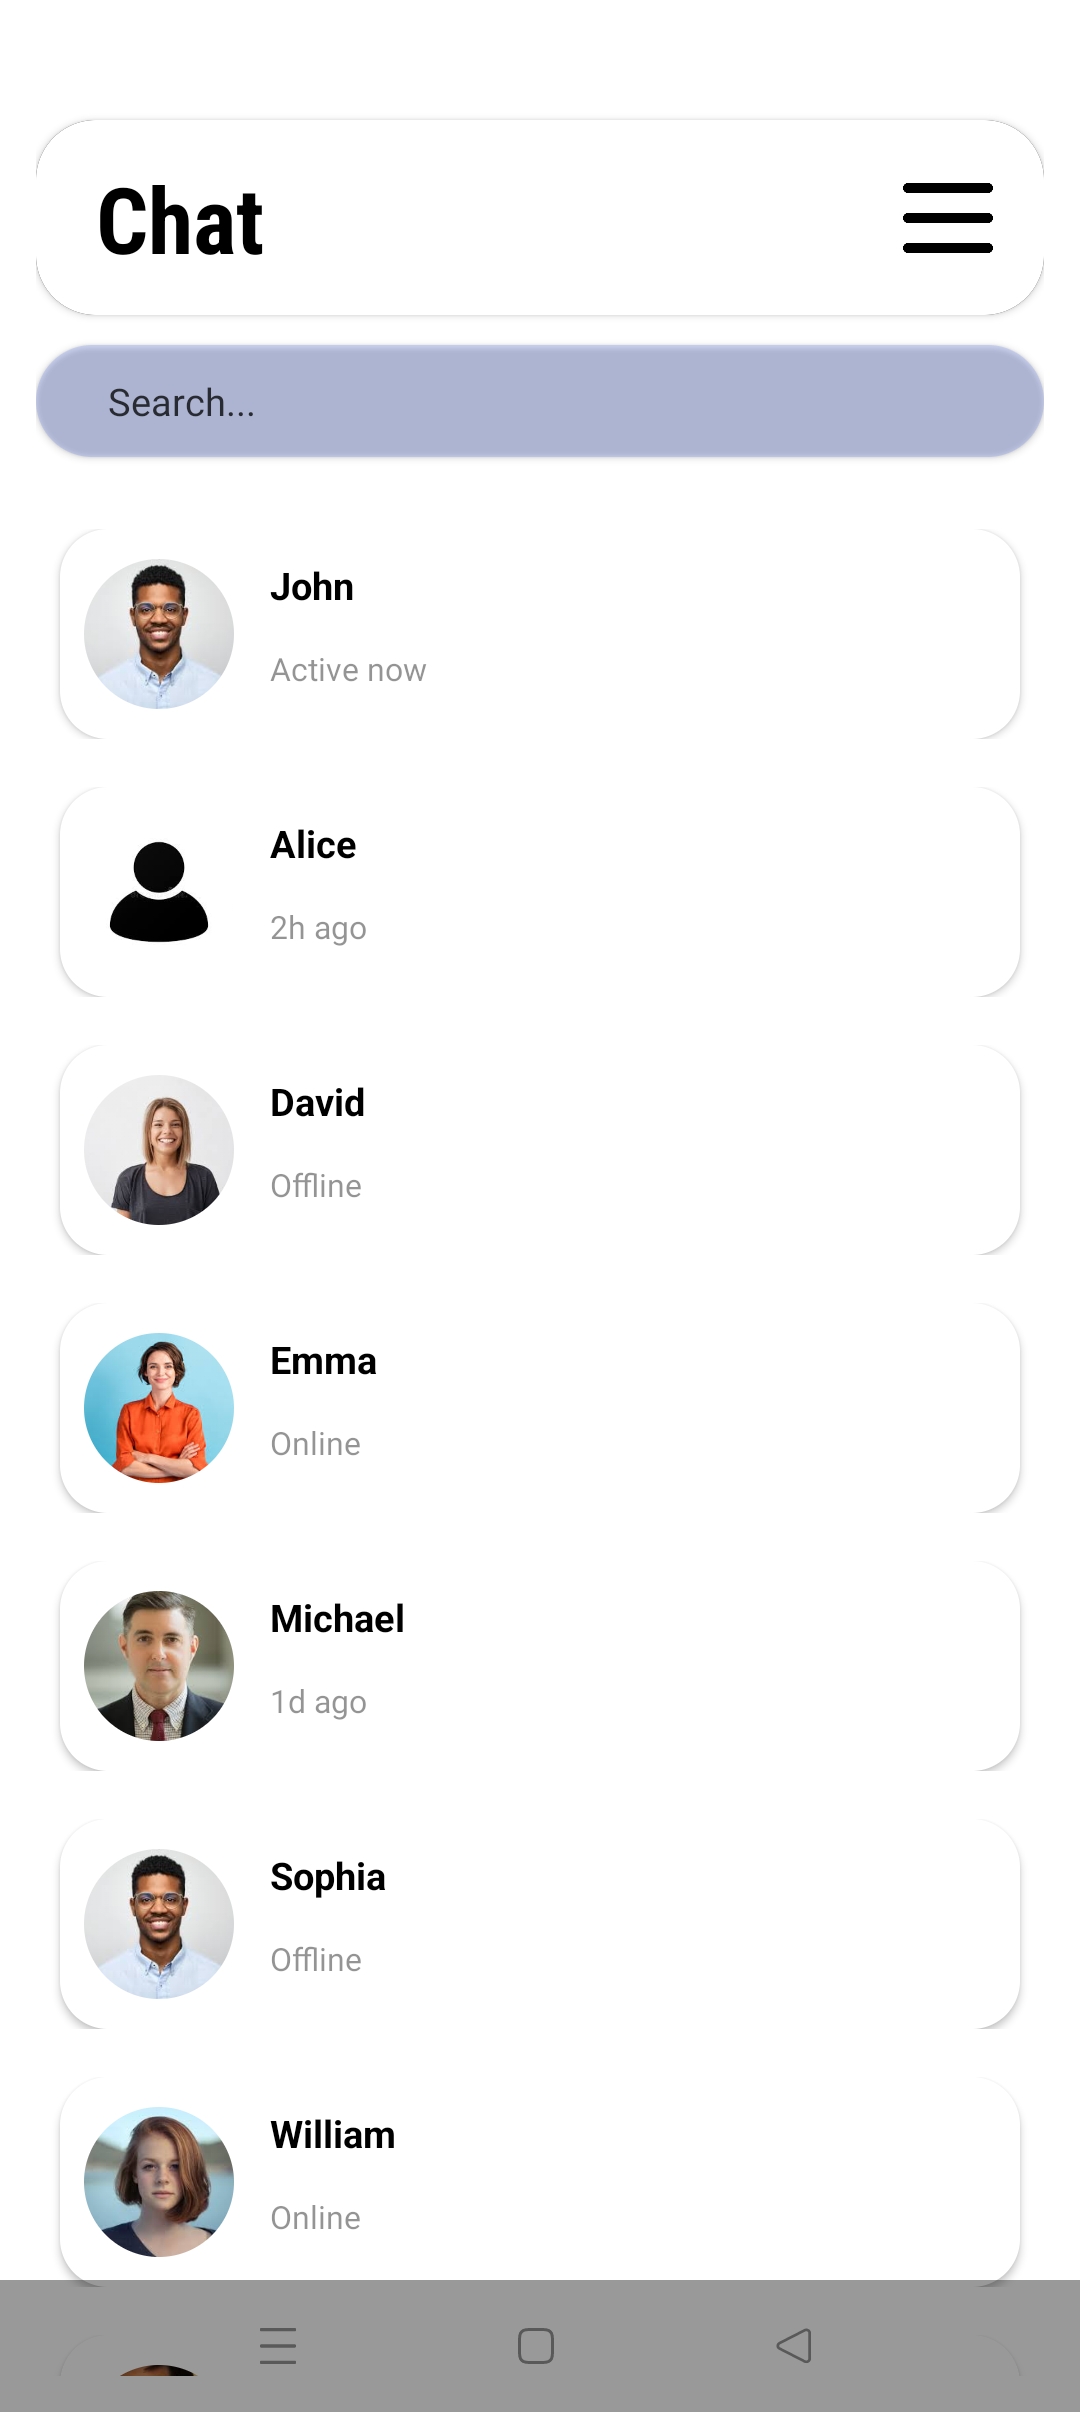 Chat
Search...
John
Active now
Alice
2h ago
David
Offline
Emma
Online
Michael
1d ago
Sophia
Offline
William
Online